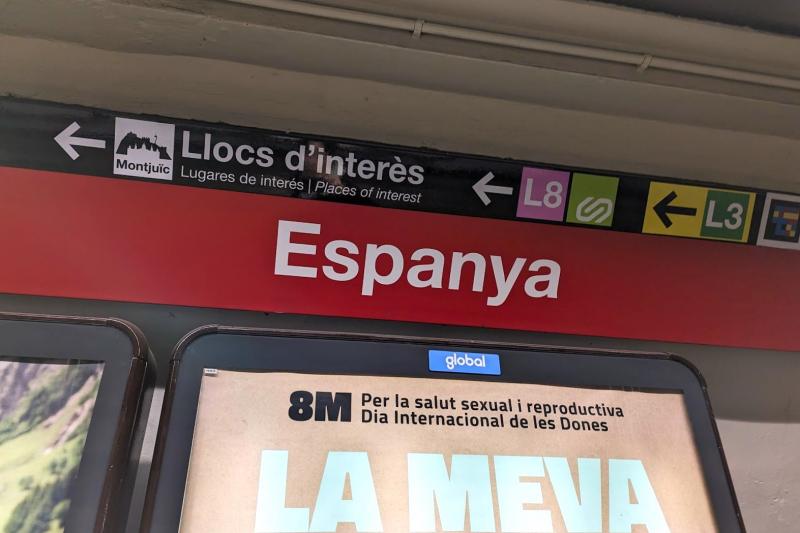 Montjuïc
Llocs d'interès
Lugares de interés | Places of interest
L8
L3
Espanya
global
8M Per la salut sexual i reproductiva
Dia Internacional de les Dones
LA MEVA